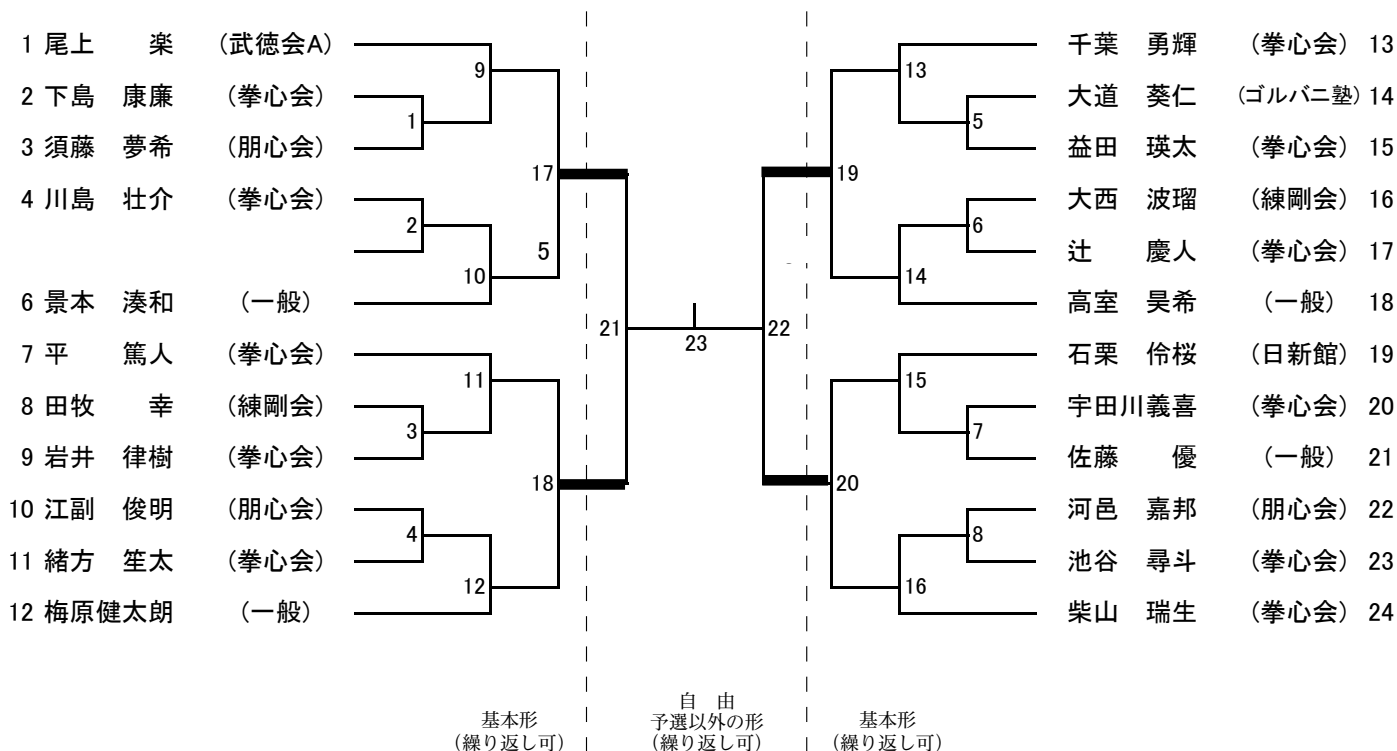 1 尾上　　楽　(武徳会A)
2 下島　康廉　(拳心会)
3 須藤　夢希　(朋心会)
4 川島　壮介　(拳心会)
6 景本　湊和　(一般)
7 平　　篤人　(拳心会)
8 田牧　　幸　(練剛会)
9 岩井　律樹　(拳心会)
10 江副　俊明　(朋心会)
11 緒方　笙太　(拳心会)
12 梅原健太朗　(一般)
9
1
17
2
5
10
11
3
18
4
12
21
23
22
13
5
19
6
14
15
7
20
8
16
千葉　勇輝　(拳心会) 13
大道　葵仁　(ゴルバニ塾) 14
益田　瑛太　(拳心会) 15
大西　波瑠　(練剛会) 16
辻　　慶人　(拳心会) 17
高室　昊希　(一般) 18
石栗　伶桜　(日新館) 19
宇田川義喜　(拳心会) 20
佐藤　　優　(一般) 21
河邑　嘉邦　(朋心会) 22
池谷　尋斗　(拳心会) 23
柴山　瑞生　(拳心会) 24
基本形
(繰り返し可)
自　由
予選以外の形
(繰り返し可)
基本形
(繰り返し可)